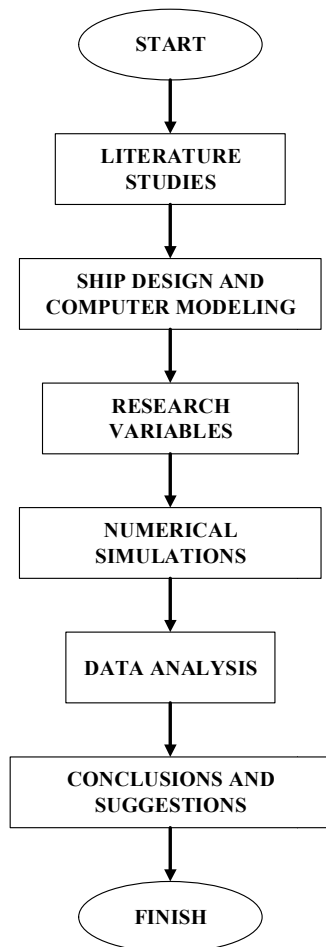 START
LITERATURE
STUDIES
SHIP DESIGN AND
COMPUTER MODELING
RESEARCH
VARIABLES
NUMERICAL
SIMULATIONS
DATA ANALYSIS
CONCLUSIONS AND
SUGGESTIONS
FINISH